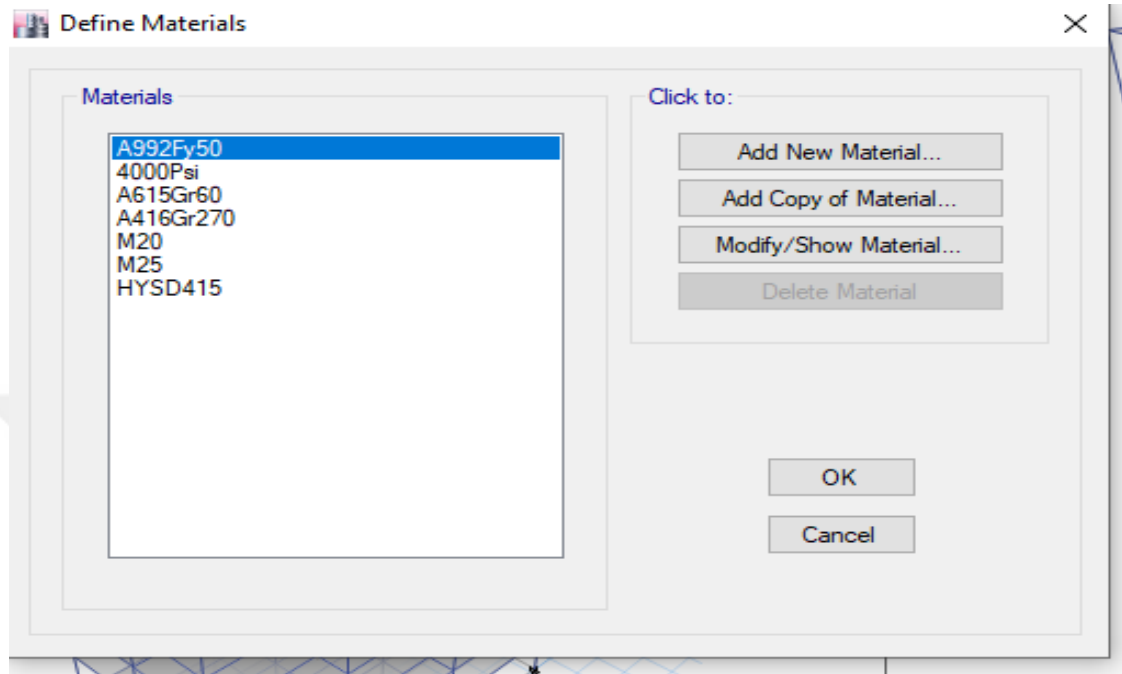 Define Materials
Materials
A992Fy50
4000Psi
A615Gr60
A416Gr270
M20
M25
HYSD415
Click to:
Add New Material...
Add Copy of Material...
Modify/Show Material...
Delete Material
OK
Cancel